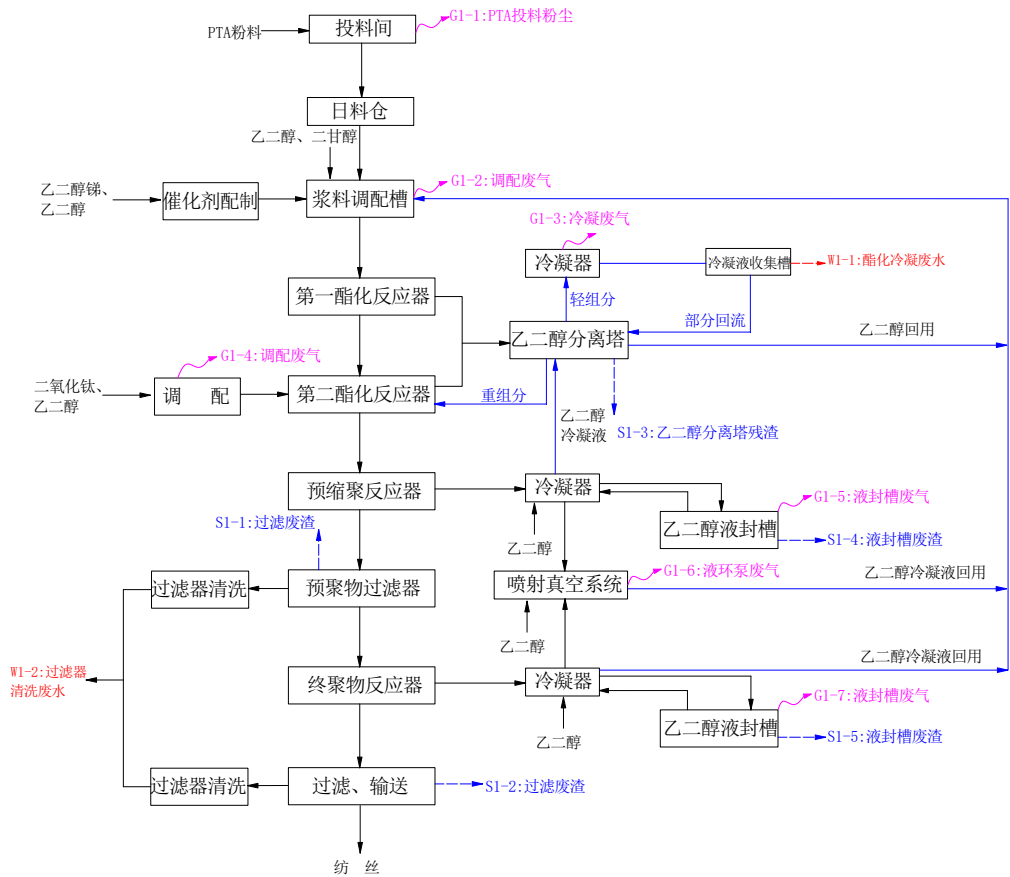 G1-1:PTA投料粉尘
PTA粉料
投料间
日料仓
乙二醇、二甘醇
乙二醇锑、
乙二醇
催化剂配制
浆料调配槽
G1-2:调配废气
G1-3:冷凝废气
冷凝器
冷凝液收集槽
W1-1:酯化冷凝废水
第一酯化反应器
轻组分
部分回流
乙二醇分离塔
乙二醇回用
G1-4:调配废气
二氧化钛、
乙二醇
调 配
第二酯化反应器
重组分
乙二醇
冷凝液
S1-3:乙二醇分离塔残渣
预缩聚反应器
冷凝器
G1-5:液封槽废气
乙二醇液封槽
S1-4:液封槽废渣
S1-1:过滤废渣
乙二醇
过滤器清洗
预聚物过滤器
喷射真空系统
G1-6:液环泵废气
乙二醇冷凝液回用
乙二醇
W1-2:过滤器
清洗废水
终聚物反应器
冷凝器
乙二醇冷凝液回用
G1-7:液封槽废气
乙二醇液封槽
S1-5:液封槽废渣
乙二醇
过滤器清洗
过滤、输送
S1-2:过滤废渣
纺 丝